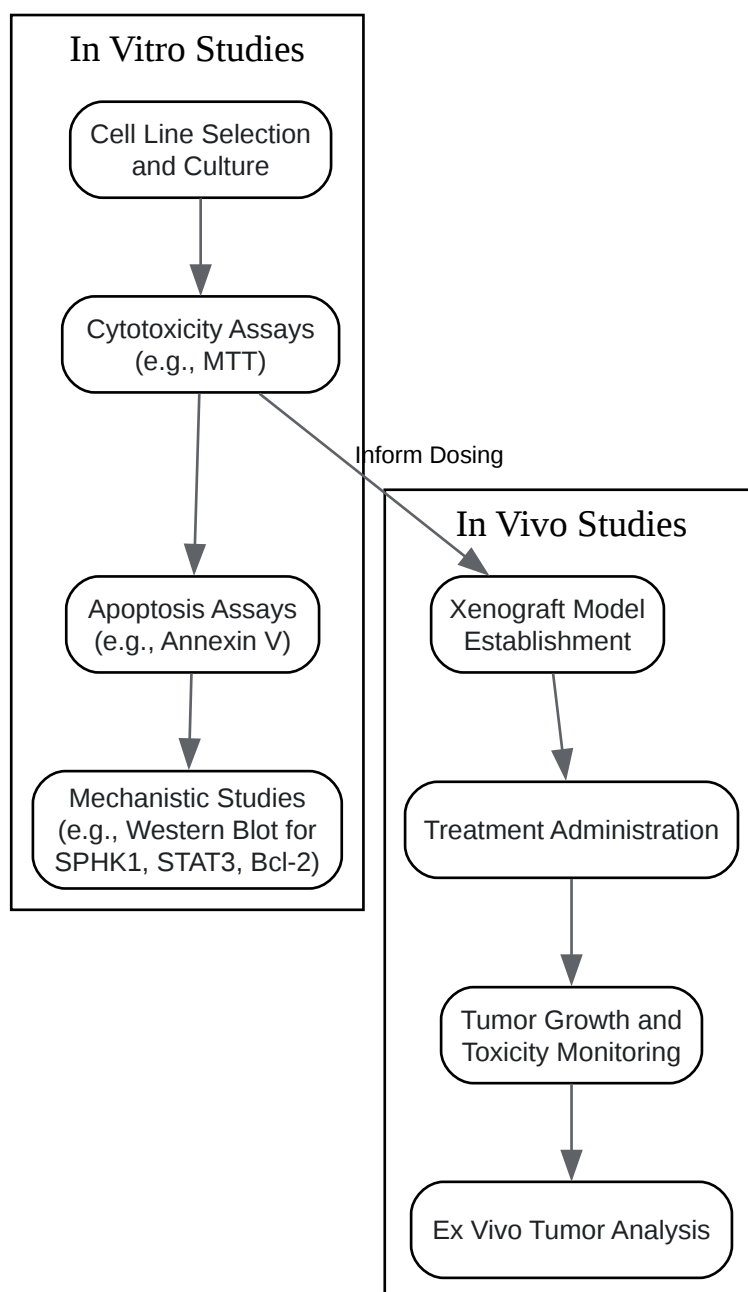 In Vitro Studies
Cell Line Selection
and Culture
Cytotoxicity Assays
(e.g., MTT)
Inform Dosing
Apoptosis Assays
(e.g., Annexin V)
Mechanistic Studies
(e.g., Western Blot for
SPHK1, STAT3, Bcl-2)
In Vivo Studies
Xenograft Model
Establishment
Treatment Administration
Tumor Growth and
Toxicity Monitoring
Ex Vivo Tumor Analysis